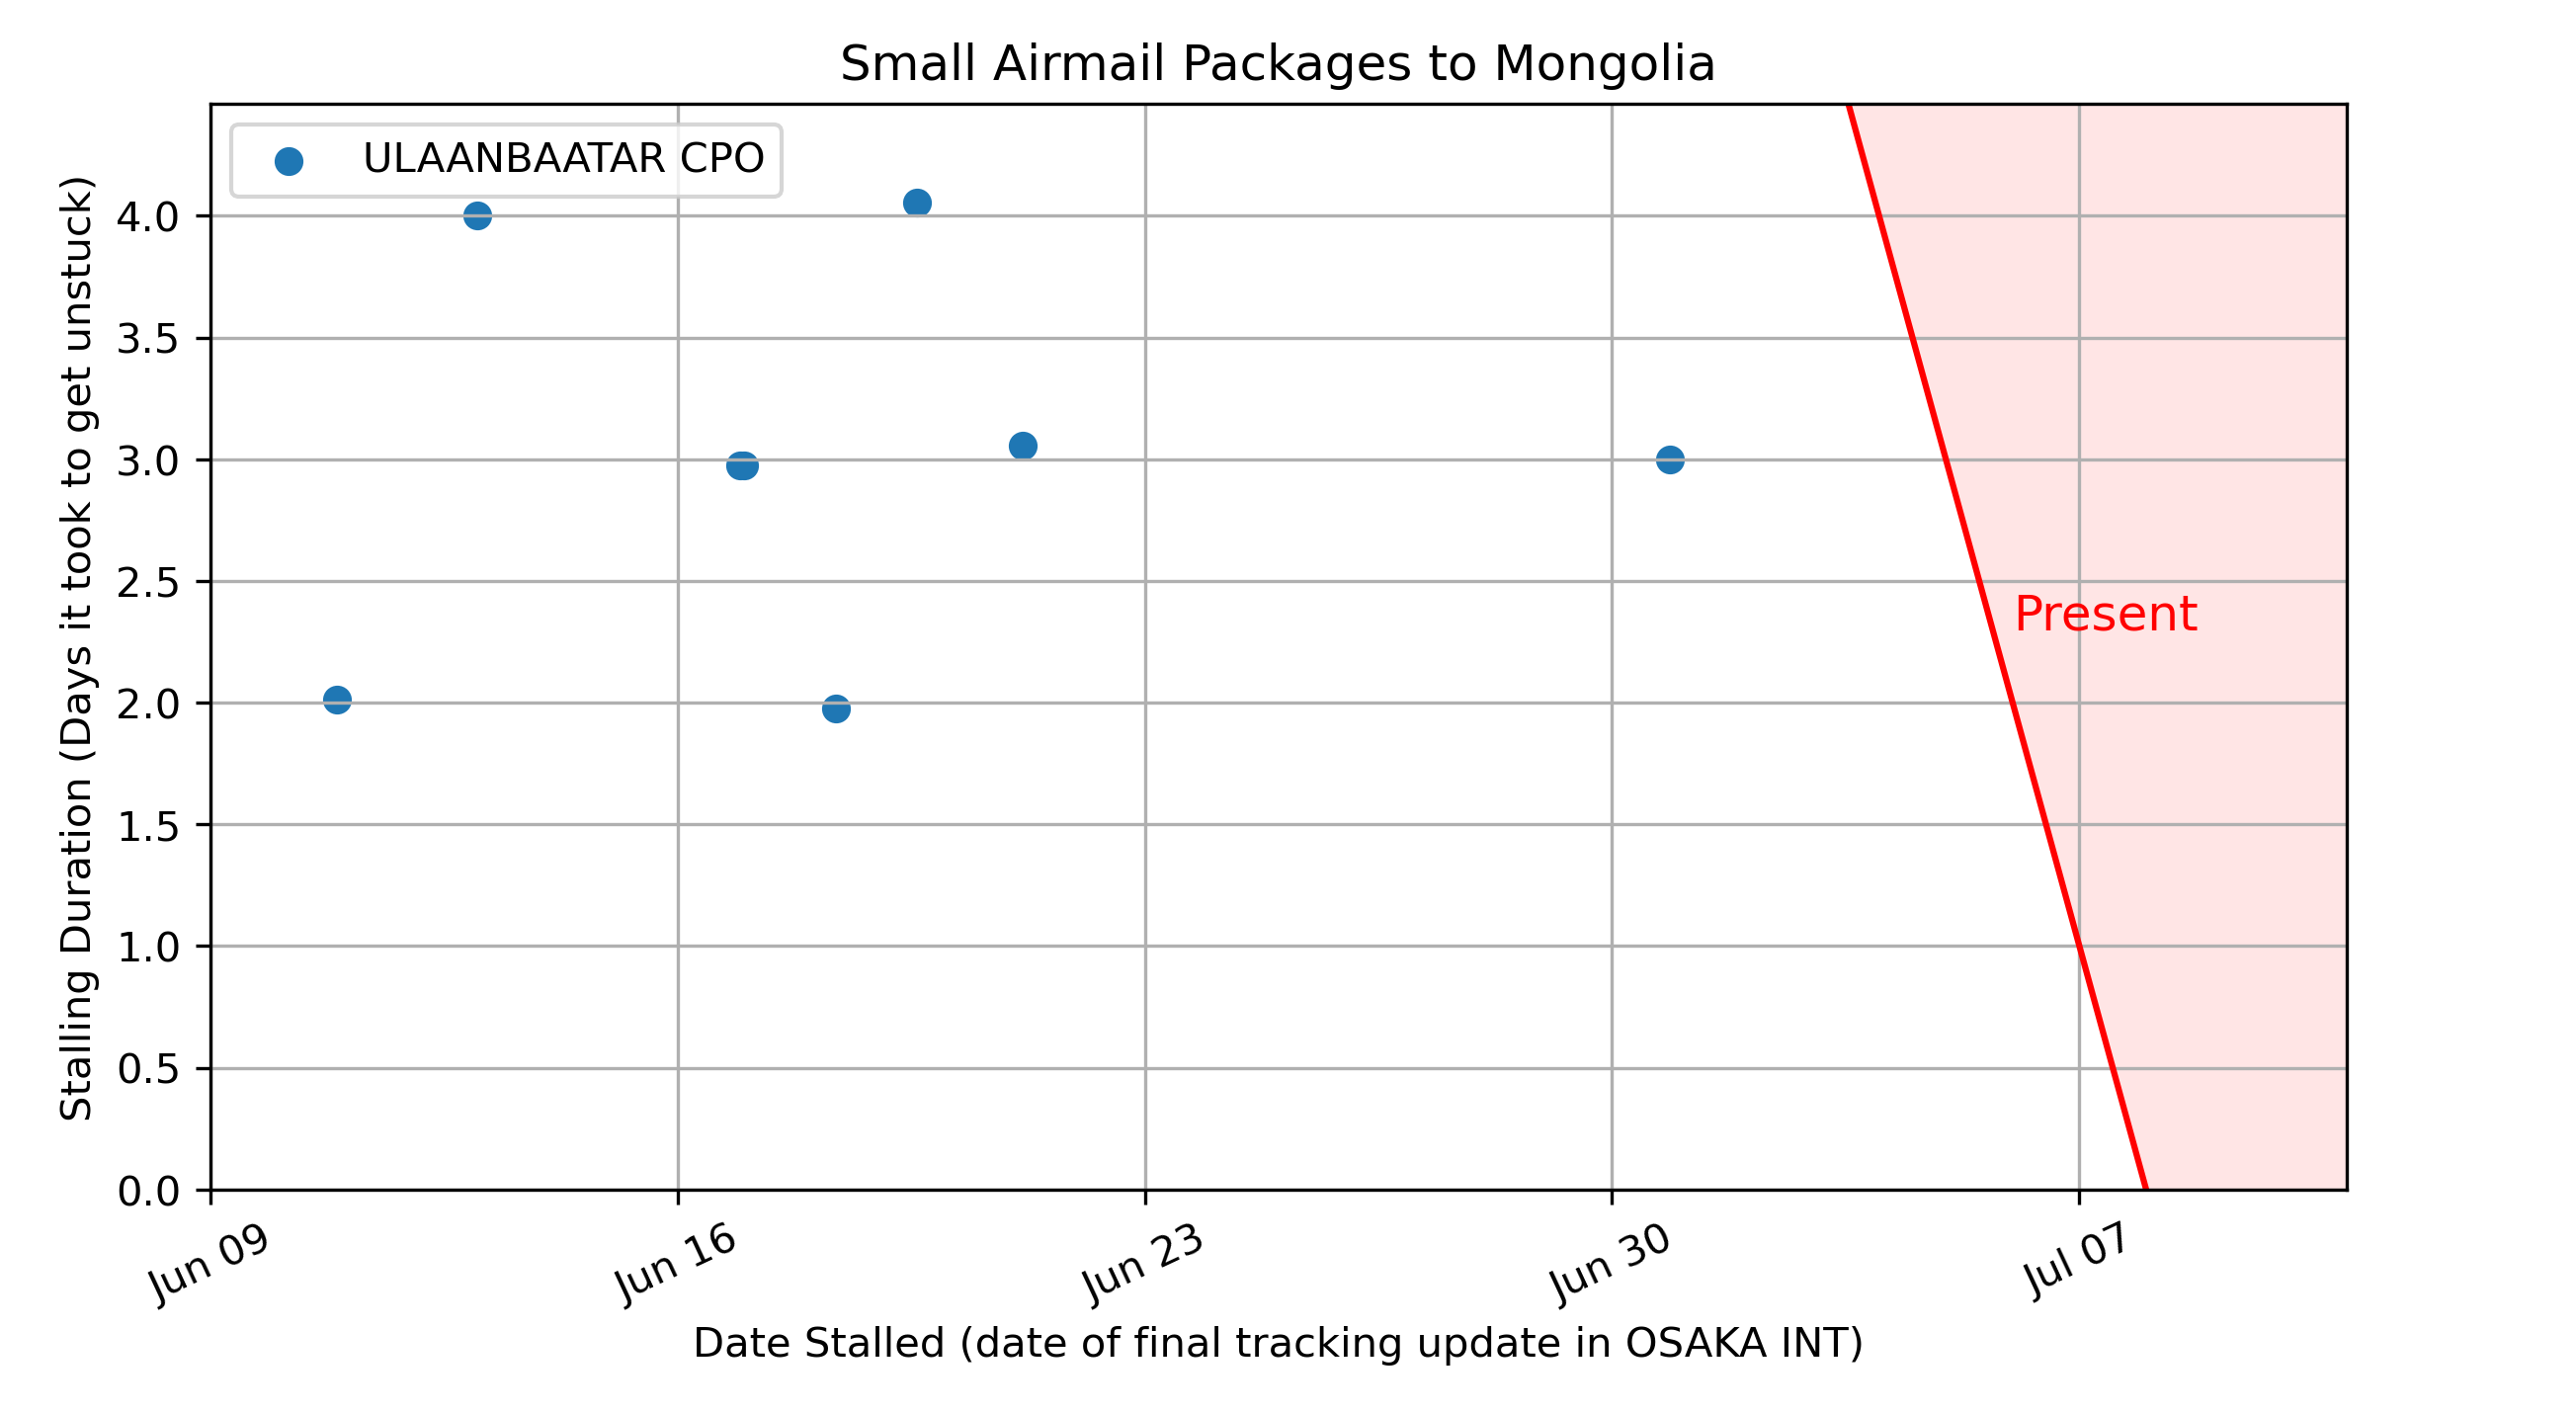 Small Airmail Packages to Mongolia
ULAANBAATAR CPO
Stalling Duration (Days it took to get unstuck)
4.0
3.5
3.0
2.5
2.0
1.5
1.0
0.5
0.0
Present
Jun 09
Jun 16
Jun 23
Jun 30
Jul 07
Date Stalled (date of final tracking update in OSAKA INT)